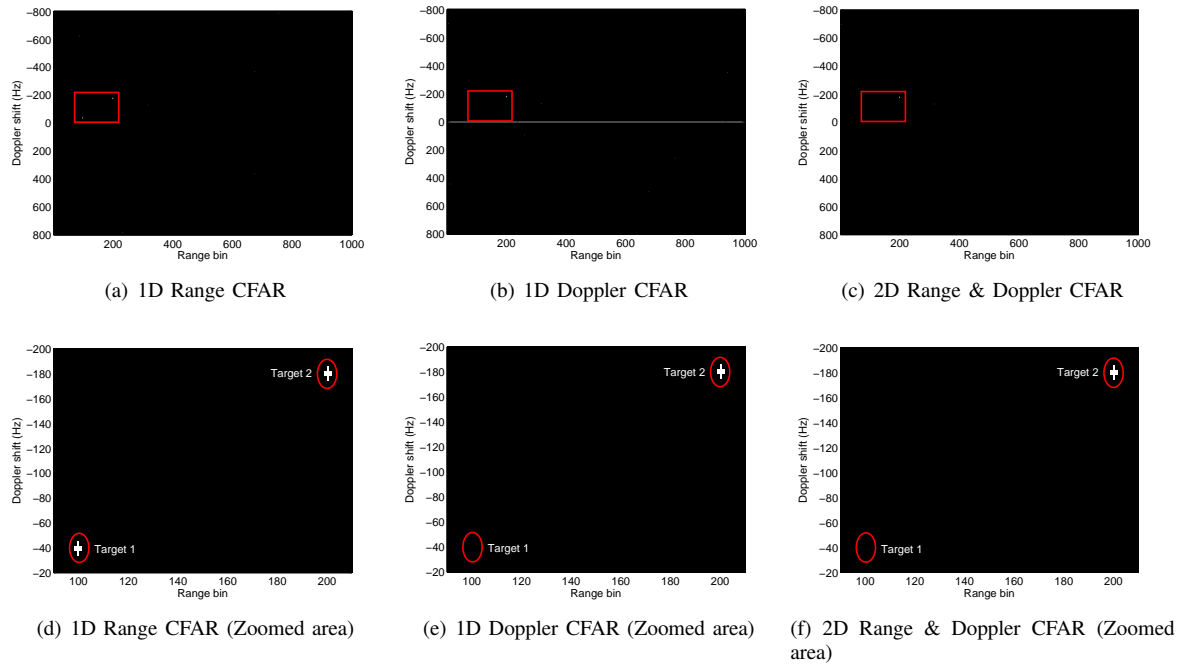 −800
−600
−400
−200
0
200
400
600
800
200 400 600 800 1000
Range bin
Doppler shift (Hz)
(a) 1D Range CFAR
−800
−600
−400
−200
0
200
400
600
800
200 400 600 800 1000
Range bin
Doppler shift (Hz)
(b) 1D Doppler CFAR
−800
−600
−400
−200
0
200
400
600
800
200 400 600 800 1000
Range bin
Doppler shift (Hz)
(c) 2D Range & Doppler CFAR
−200
−180
−160
−140
−120
−100
−80
−60
−40
−20
100 120 140 160 180 200
Range bin
Doppler shift (Hz)
Target 2
Target 1
(d) 1D Range CFAR (Zoomed area)
−200
−180
−160
−140
−120
−100
−80
−60
−40
−20
100 120 140 160 180 200
Range bin
Doppler shift (Hz)
Target 2
Target 1
(e) 1D Doppler CFAR (Zoomed area)
−200
−180
−160
−140
−120
−100
−80
−60
−40
−20
100 120 140 160 180 200
Range bin
Doppler shift (Hz)
Target 2
Target 1
(f) 2D Range & Doppler CFAR (Zoomed
area)